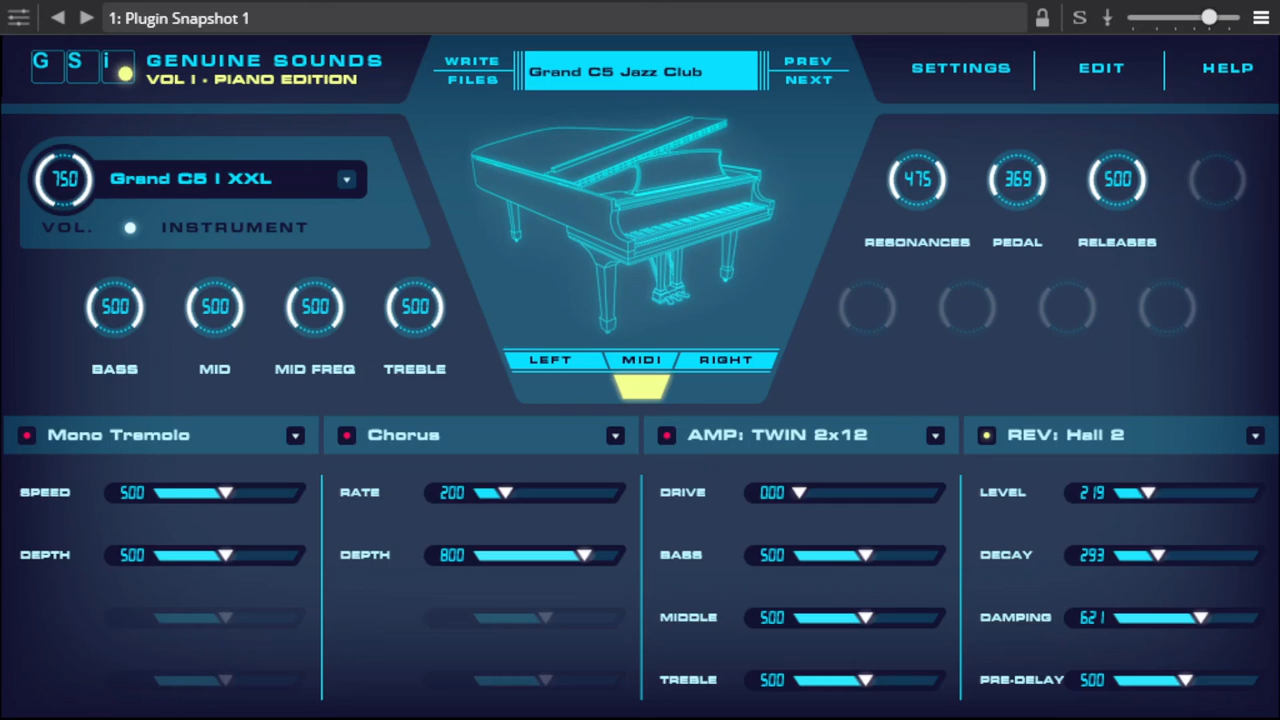 1: Plugin Snapshot 1
S
G S i
GENUINE SOUNDS
VOL I · PIANO EDITION
WRITE
FILES
Grand C5 Jazz Club
PREV
NEXT
SETTINGS
EDIT
HELP
750
Grand C5 | XXL
VOL.
INSTRUMENT
475
369
500
RESONANCES
PEDAL
RELEASES
500
500
500
500
BASS
MID
MID FREQ
TREBLE
LEFT
MIDI
RIGHT
Mono Tremolo
Chorus
AMP: TWIN 2x12
REV: Hall 2
SPEED 500
RATE 200
DRIVE 000
LEVEL 219
DEPTH 500
DEPTH 800
BASS 500
DECAY 293
MIDDLE 500
DAMPING 621
TREBLE 500
PRE-DELAY 500